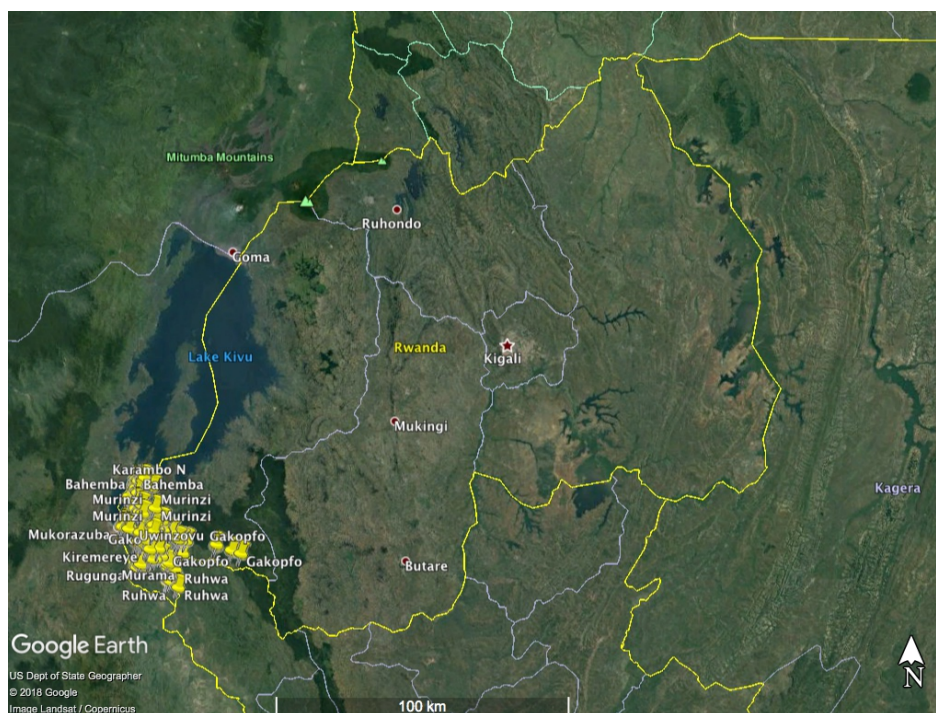 Mitumba Mountains
Ruhondo
Goma
Lake Kivu
Rwanda
Kigali
Mukingi
Karambo N
Bahemba Bahemba
Kagera
Murinzi Murinzi
Murinzi Murinzi
Mukorazuba Gako Uwinzovu Gakopfo
Kiremereye Gakopfo Gakopfo
Butare
Rugunga Murama Ruhwa
Ruhwa Ruhwa
Google Earth
US Dept of State Geographer
© 2018 Google
Image Landsat / Copernicus
100 km
N